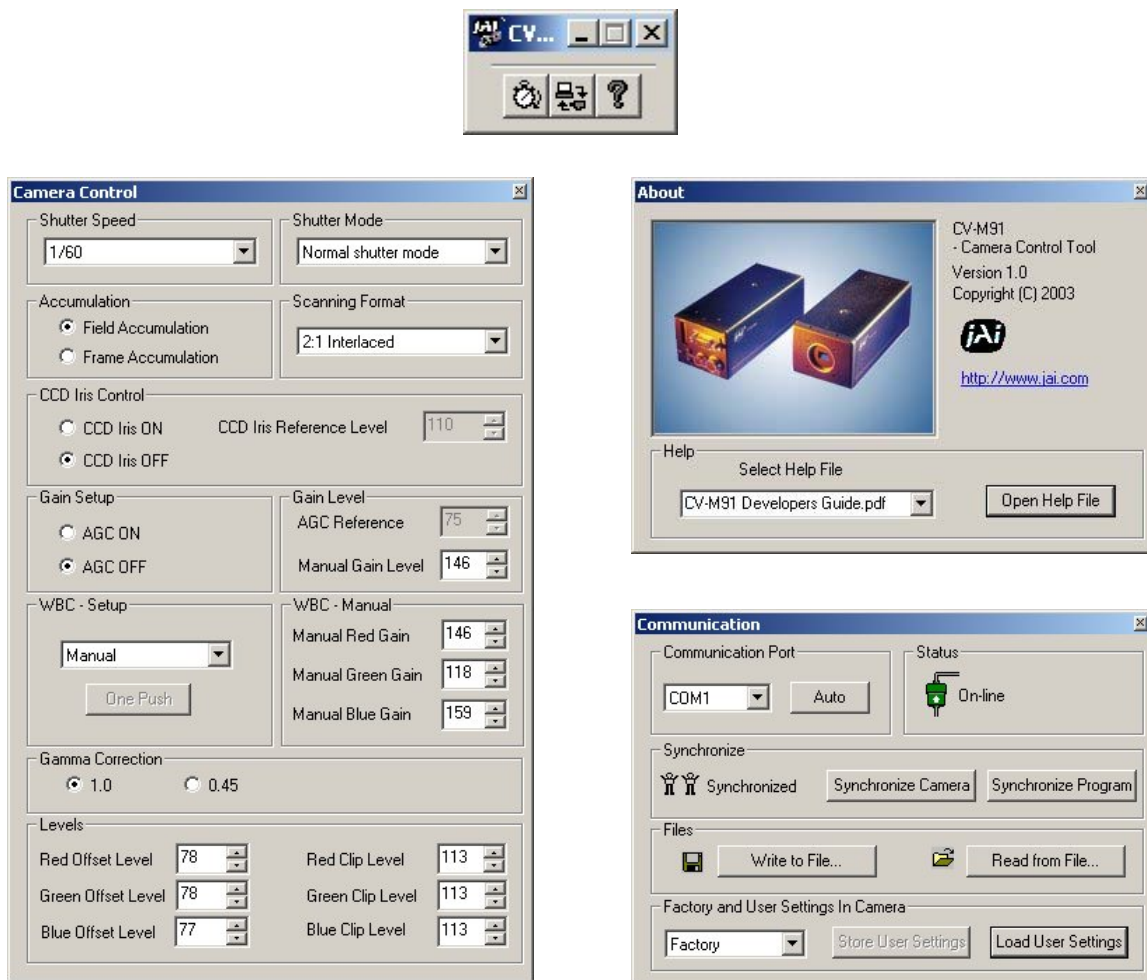 CV...
Camera Control
Shutter Speed
1/60
Shutter Mode
Normal shutter mode
Accumulation
Field Accumulation
Frame Accumulation
Scanning Format
2:1 Interlaced
CCD Iris Control
CCD Iris ON
CCD Iris Reference Level 110
CCD Iris OFF
Gain Setup
AGC ON
AGC OFF
Gain Level
AGC Reference 75
Manual Gain Level 146
WBC - Setup
Manual
One Push
WBC - Manual
Manual Red Gain 146
Manual Green Gain 118
Manual Blue Gain 159
Gamma Correction
1.0 0.45
Levels
Red Offset Level 78 Red Clip Level 113
Green Offset Level 78 Green Clip Level 113
Blue Offset Level 77 Blue Clip Level 113
About
CV-M91
- Camera Control Tool
Version 1.0
Copyright (C) 2003
jAi
http://www.jai.com
Help
Select Help File
CV-M91 Developers Guide.pdf
Open Help File
Communication
Communication Port
COM1 Auto
Status
On-line
Synchronize
Synchronized Synchronize Camera Synchronize Program
Files
Write to File... Read from File...
Factory and User Settings In Camera
Factory Store User Settings Load User Settings